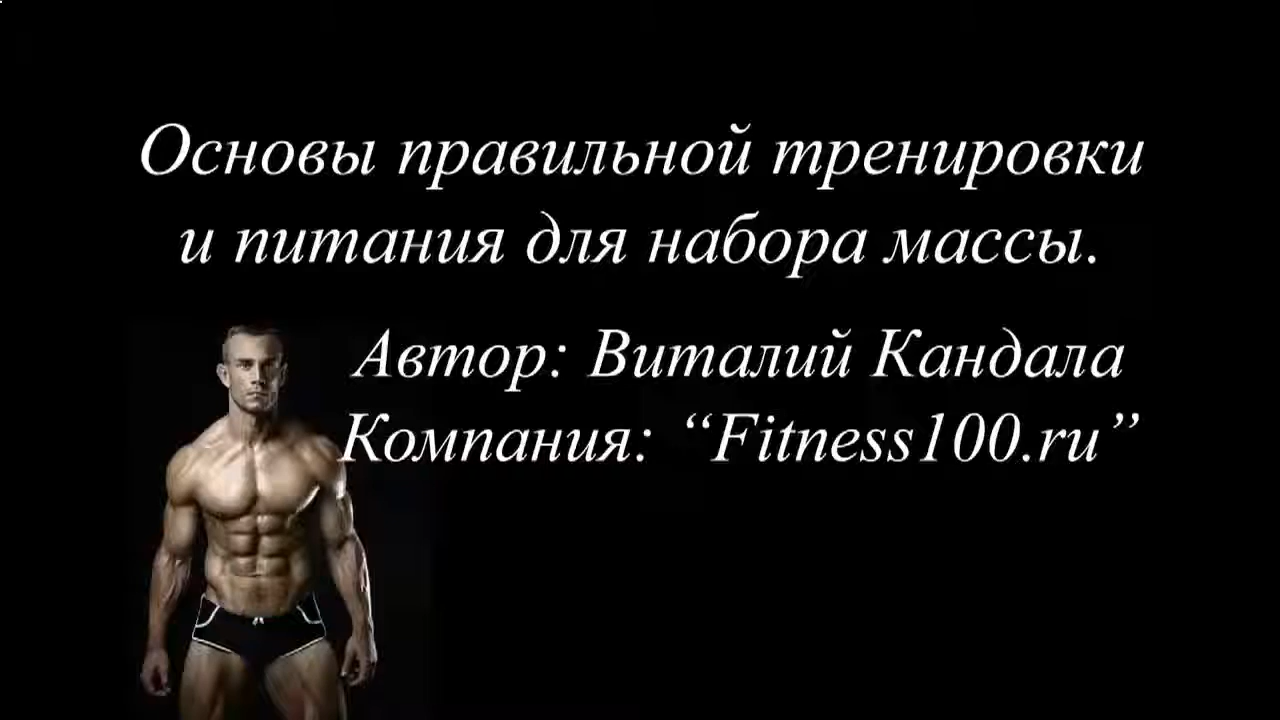 Основы правильной тренировки
и питания для набора массы.
Автор: Виталий Кандала
Компания: “Fitness100.ru”